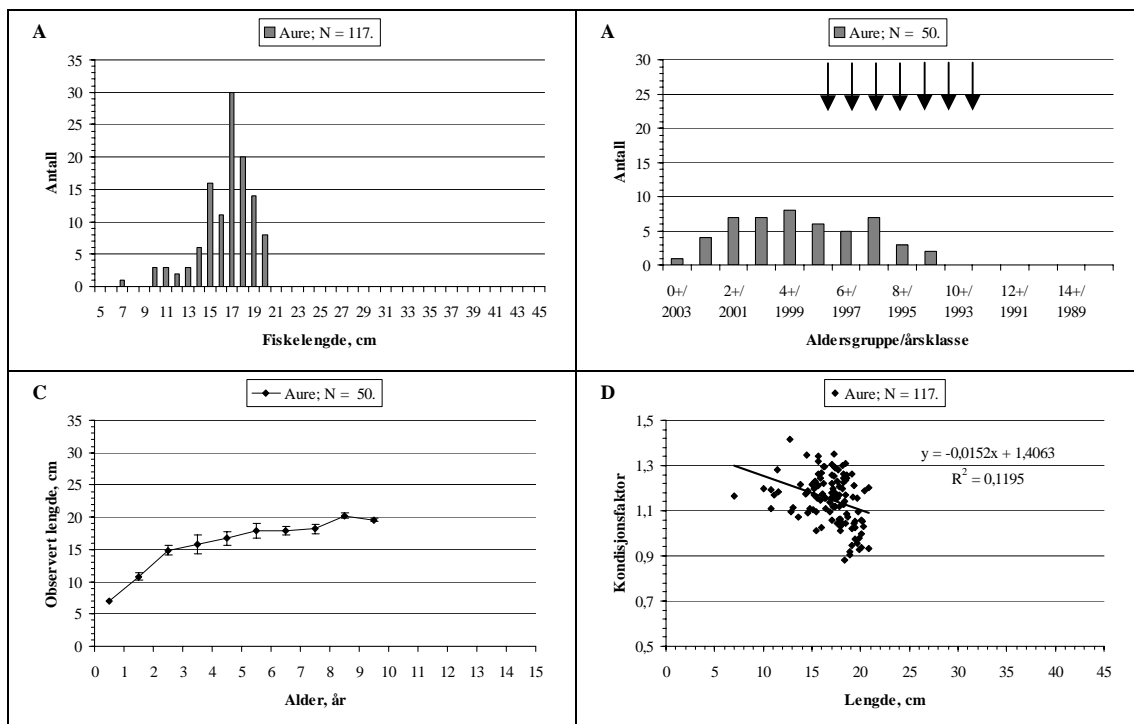 A
Aure; N = 117.
35
30
25
20
15
10
5
0
Antall
5 7 9 11 13 15 17 19 21 23 25 27 29 31 33 35 37 39 41 43 45
Fiskelengde, cm
A
Aure; N = 50.
30
25
20
15
10
5
0
Antall
0+/ 2+/ 4+/ 6+/ 8+/ 10+/ 12+/ 14+/
2003 2001 1999 1997 1995 1993 1991 1989
Aldersgruppe/årsklasse
C
Aure; N = 50.
35
30
25
20
15
10
5
0
Observert lengde, cm
0 1 2 3 4 5 6 7 8 9 10 11 12 13 14 15
Alder, år
D
Aure; N = 117.
1,5
1,3
1,1
0,9
0,7
0,5
Kondisjonsfaktor
y = -0,0152x + 1,4063
R² = 0,1195
0 5 10 15 20 25 30 35 40 45
Lengde, cm